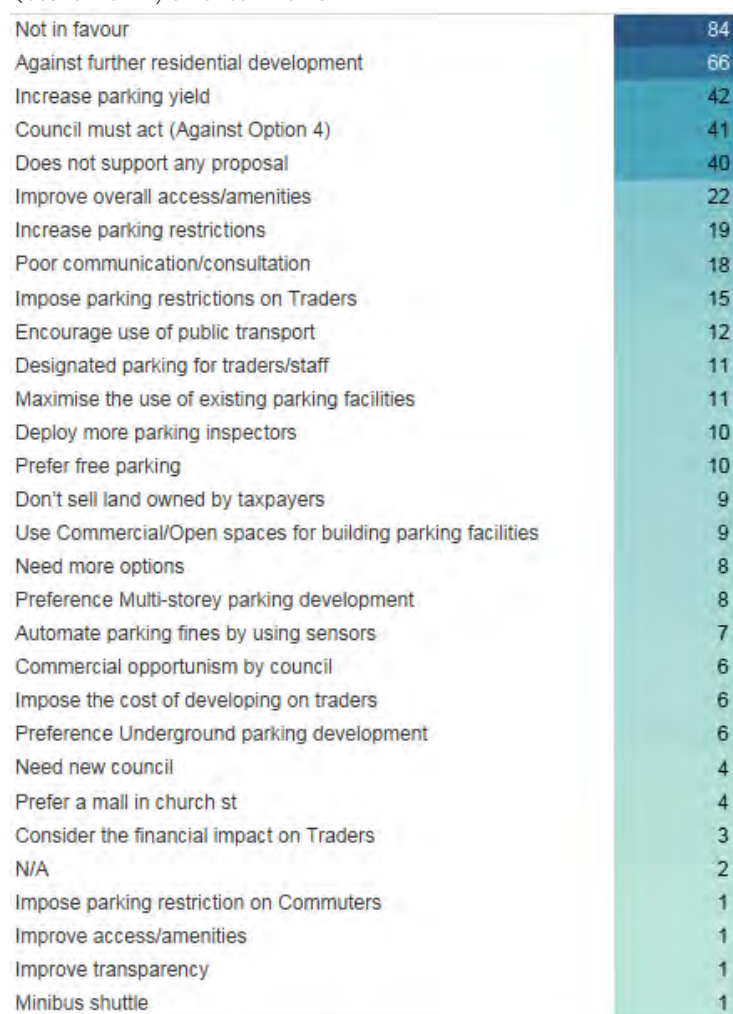 Not in favour 84
Against further residential development 66
Increase parking yield 42
Council must act (Against Option 4) 41
Does not support any proposal 40
Improve overall access/amenities 22
Increase parking restrictions 19
Poor communication/consultation 18
Impose parking restrictions on Traders 15
Encourage use of public transport 12
Designated parking for traders/staff 11
Maximise the use of existing parking facilities 11
Deploy more parking inspectors 10
Prefer free parking 10
Don't sell land owned by taxpayers 9
Use Commercial/Open spaces for building parking facilities 9
Need more options 8
Preference Multi-storey parking development 8
Automate parking fines by using sensors 7
Commercial opportunism by council 6
Impose the cost of developing on traders 6
Preference Underground parking development 6
Need new council 4
Prefer a mall in church st 4
Consider the financial impact on Traders 3
N/A 2
Impose parking restriction on Commuters 1
Improve access/amenities 1
Improve transparency 1
Minibus shuttle 1